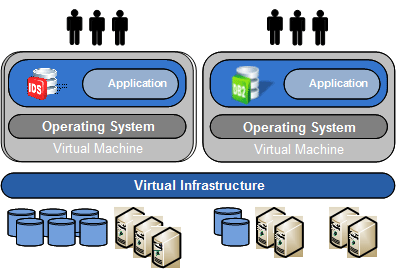 IDS
Application
Operating System
Virtual Machine
DB2
Application
Operating System
Virtual Machine
Virtual Infrastructure